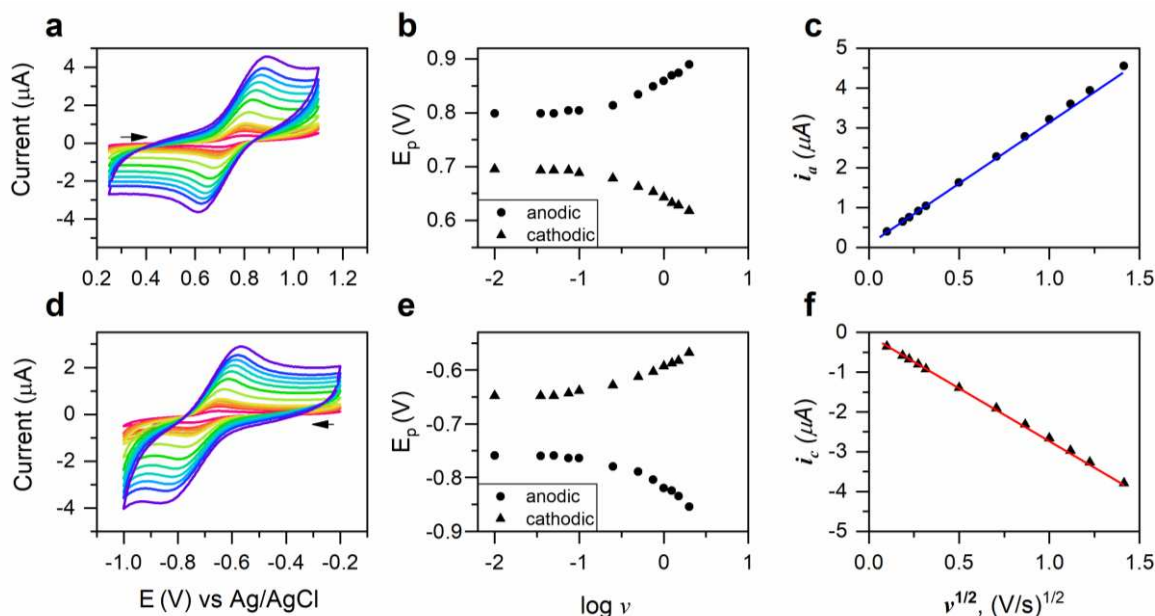 a
Current (μA)
4
2
0
-2
-4
0.2 0.4 0.6 0.8 1.0 1.2
b
E_p (V)
0.9
0.8
0.7
0.6
anodic
cathodic
-2 -1 0 1
c
i_a (μA)
5
4
3
2
1
0
0.0 0.5 1.0 1.5
d
Current (μA)
2
0
-2
-4
-1.0 -0.8 -0.6 -0.4 -0.2
E (V) vs Ag/AgCl
e
E_p (V)
-0.6
-0.7
-0.8
-0.9
anodic
cathodic
-2 -1 0 1
log ν
f
i_c (μA)
-0
-1
-2
-3
-4
-5
0.0 0.5 1.0 1.5
ν^1/2, (V/s)^1/2